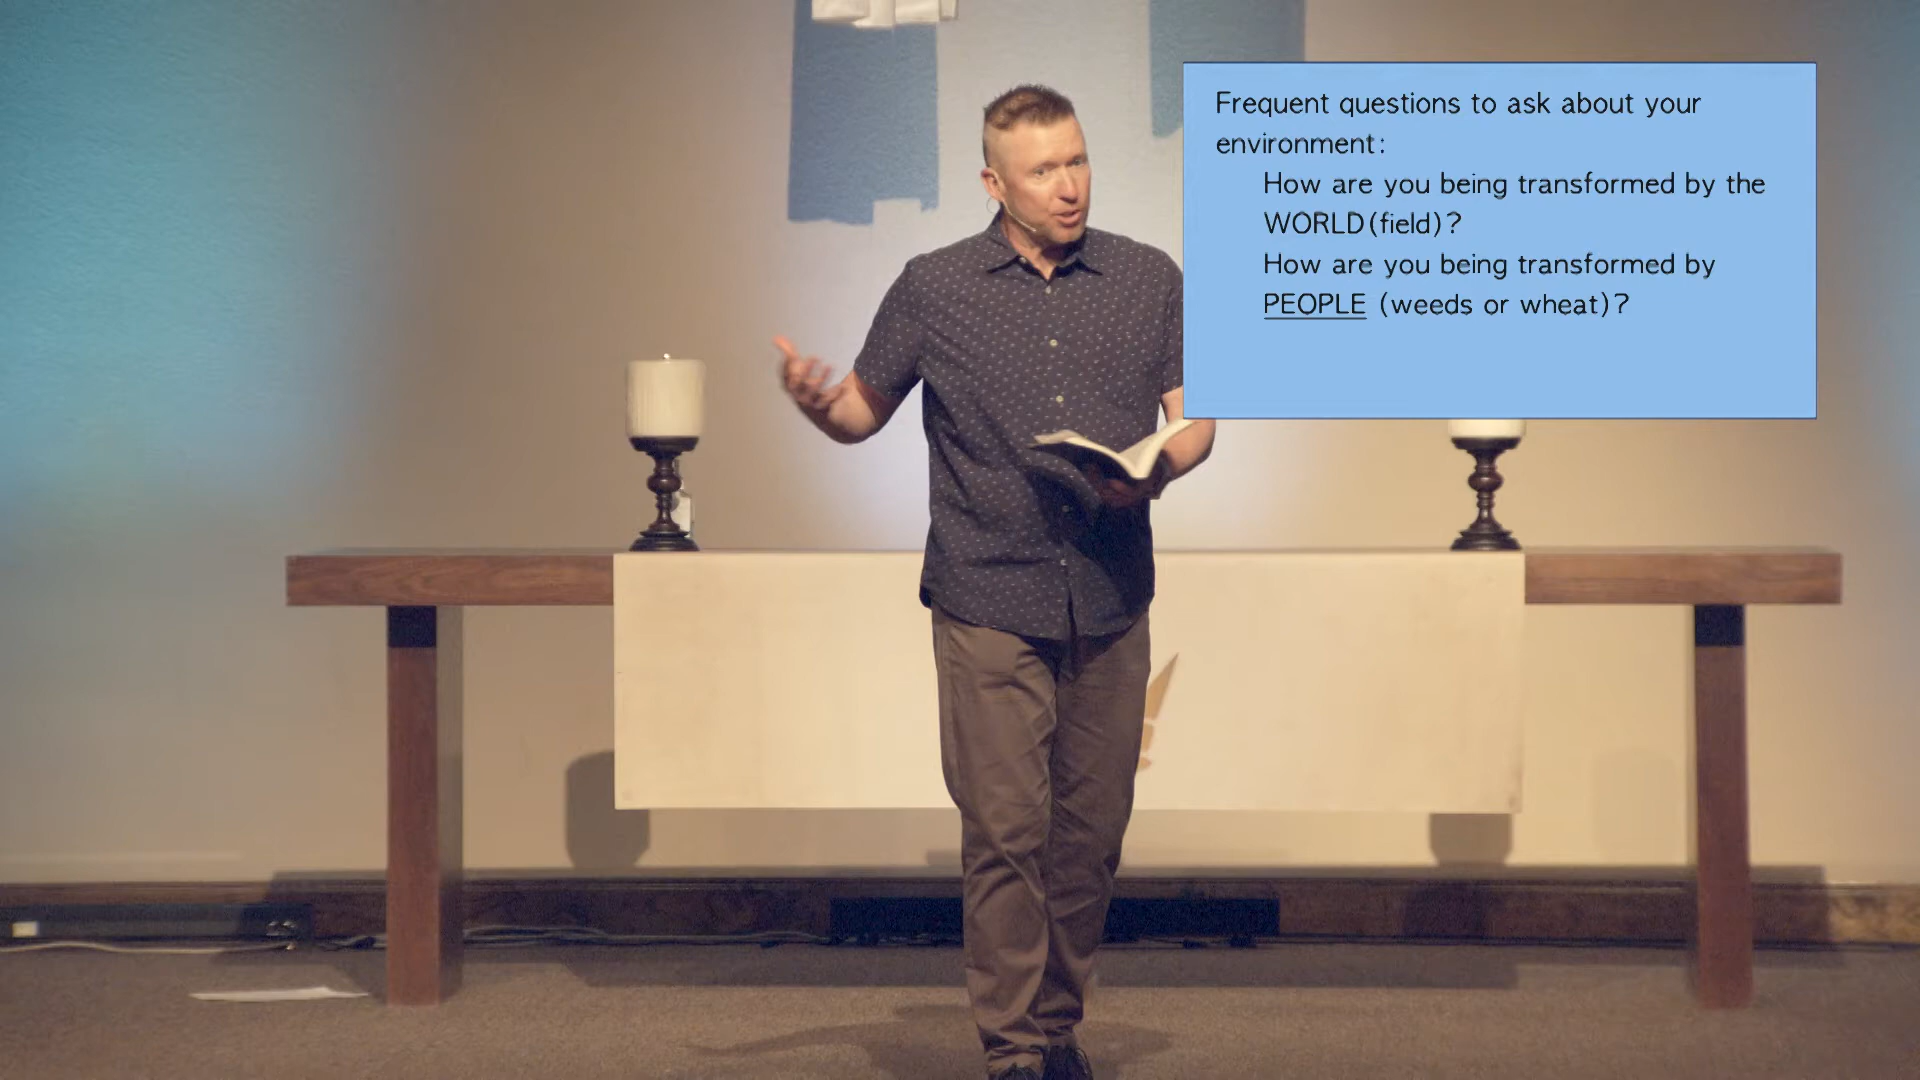 Frequent questions to ask about your
environment:
How are you being transformed by the
WORLD(field)?
How are you being transformed by
PEOPLE (weeds or wheat)?